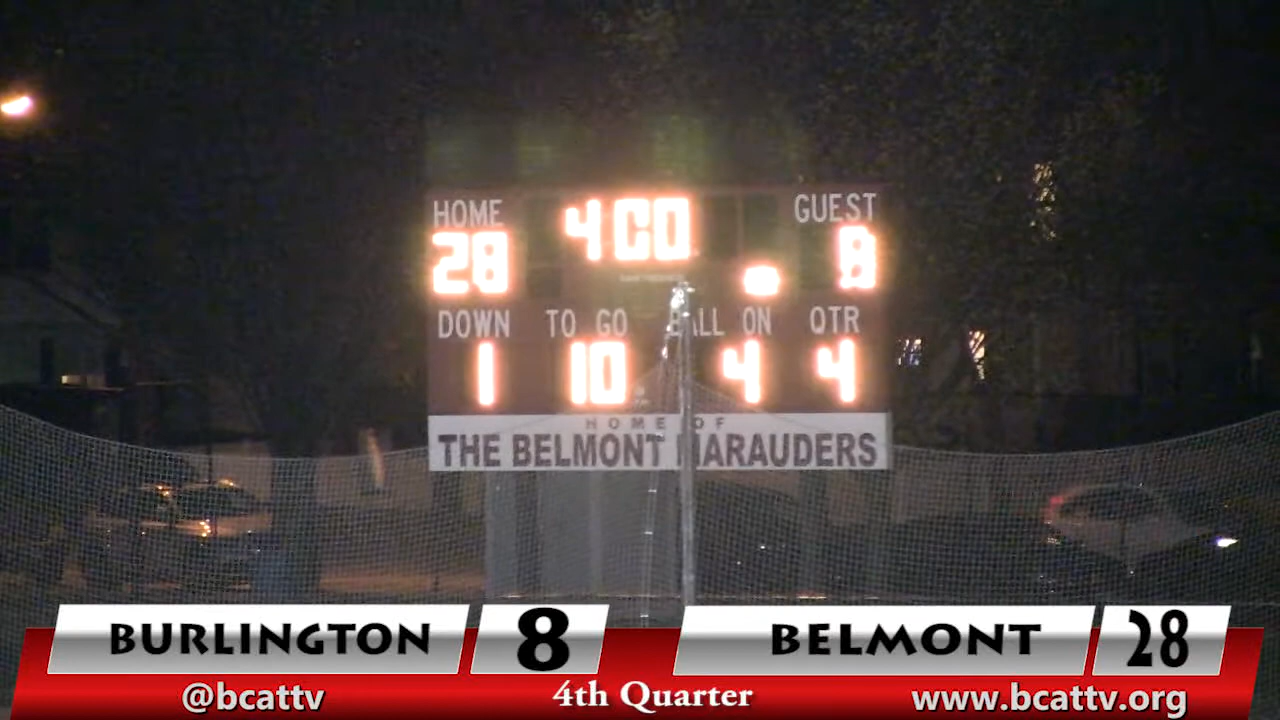 HOME 4:00 GUEST
28 8
DOWN TO GO BALL ON QTR
1 10 4 4
HOME OF
THE BELMONT MARAUDERS
BURLINGTON 8 BELMONT 28
@bcattv 4th Quarter www.bcattv.org